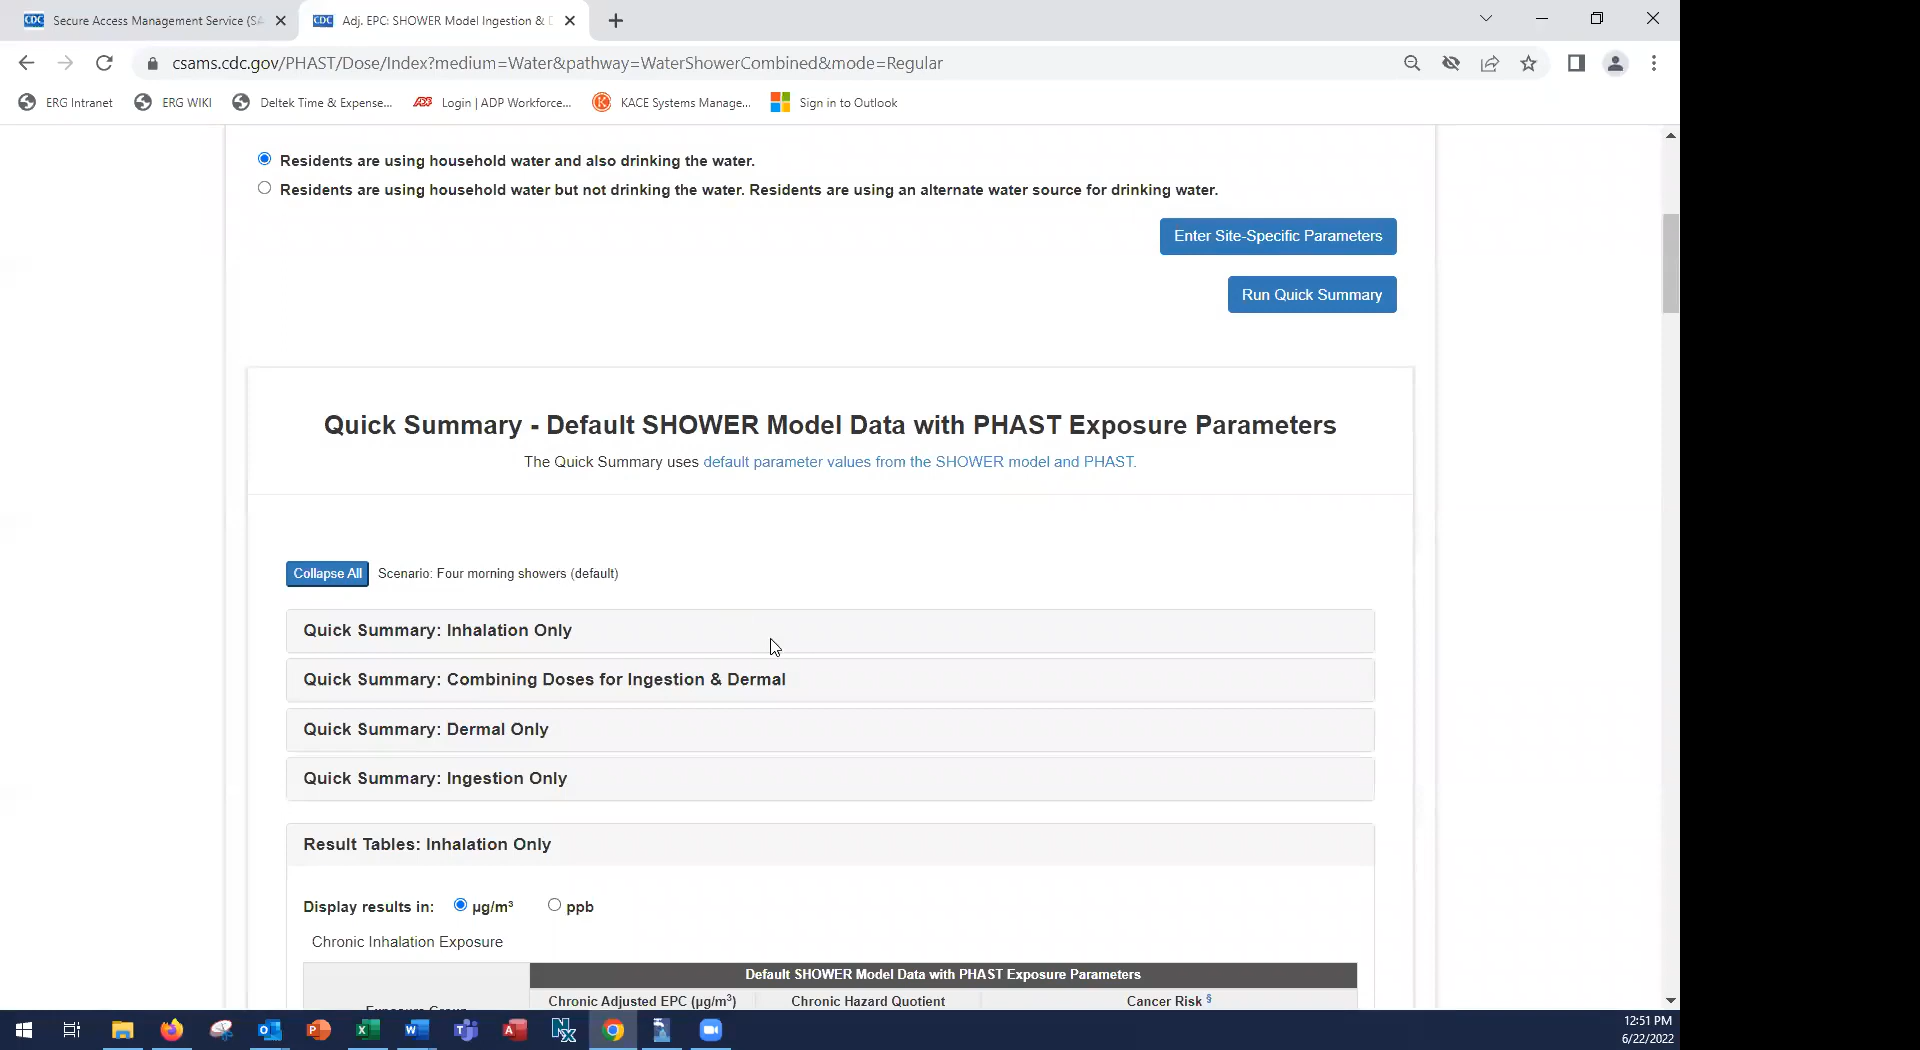 Secure Access Management Service (SA
Adj. EPC: SHOWER Model Ingestion & D
csams.cdc.gov/PHAST/Dose/Index?medium=Water&pathway=WaterShowerCombined&mode=Regular
ERG Intranet ERG WIKI Deltek Time & Expense... Login | ADP Workforce... KACE Systems Manage... Sign in to Outlook
Residents are using household water and also drinking the water.
Residents are using household water but not drinking the water. Residents are using an alternate water source for drinking water.
Enter Site-Specific Parameters
Run Quick Summary
Quick Summary - Default SHOWER Model Data with PHAST Exposure Parameters
The Quick Summary uses default parameter values from the SHOWER model and PHAST.
Collapse All Scenario: Four morning showers (default)
Quick Summary: Inhalation Only
Quick Summary: Combining Doses for Ingestion & Dermal
Quick Summary: Dermal Only
Quick Summary: Ingestion Only
Result Tables: Inhalation Only
Display results in: µg/m³ ppb
Chronic Inhalation Exposure
Default SHOWER Model Data with PHAST Exposure Parameters
Exposure Group Chronic Adjusted EPC (µg/m³) Chronic Hazard Quotient Cancer Risk §
12:51 PM
6/22/2022